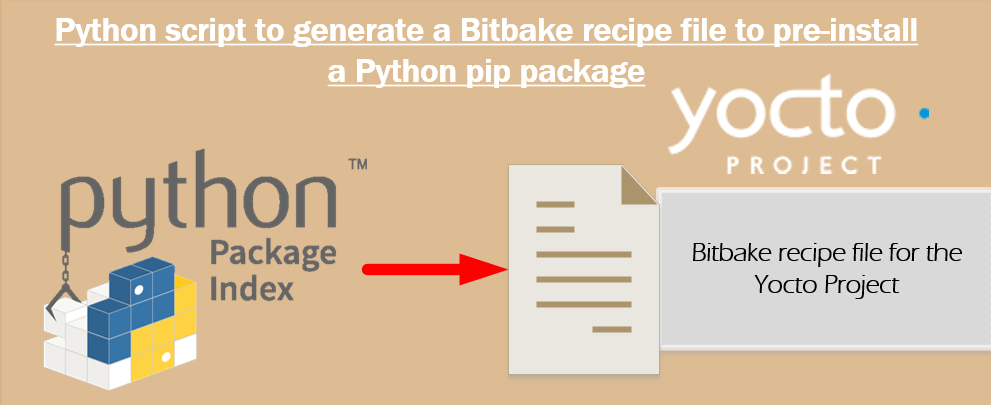 Python script to generate a Bitbake recipe file to pre-install
a Python pip package
yocto
PROJECT
python™
Package
Index
Bitbake recipe file for the
Yocto Project